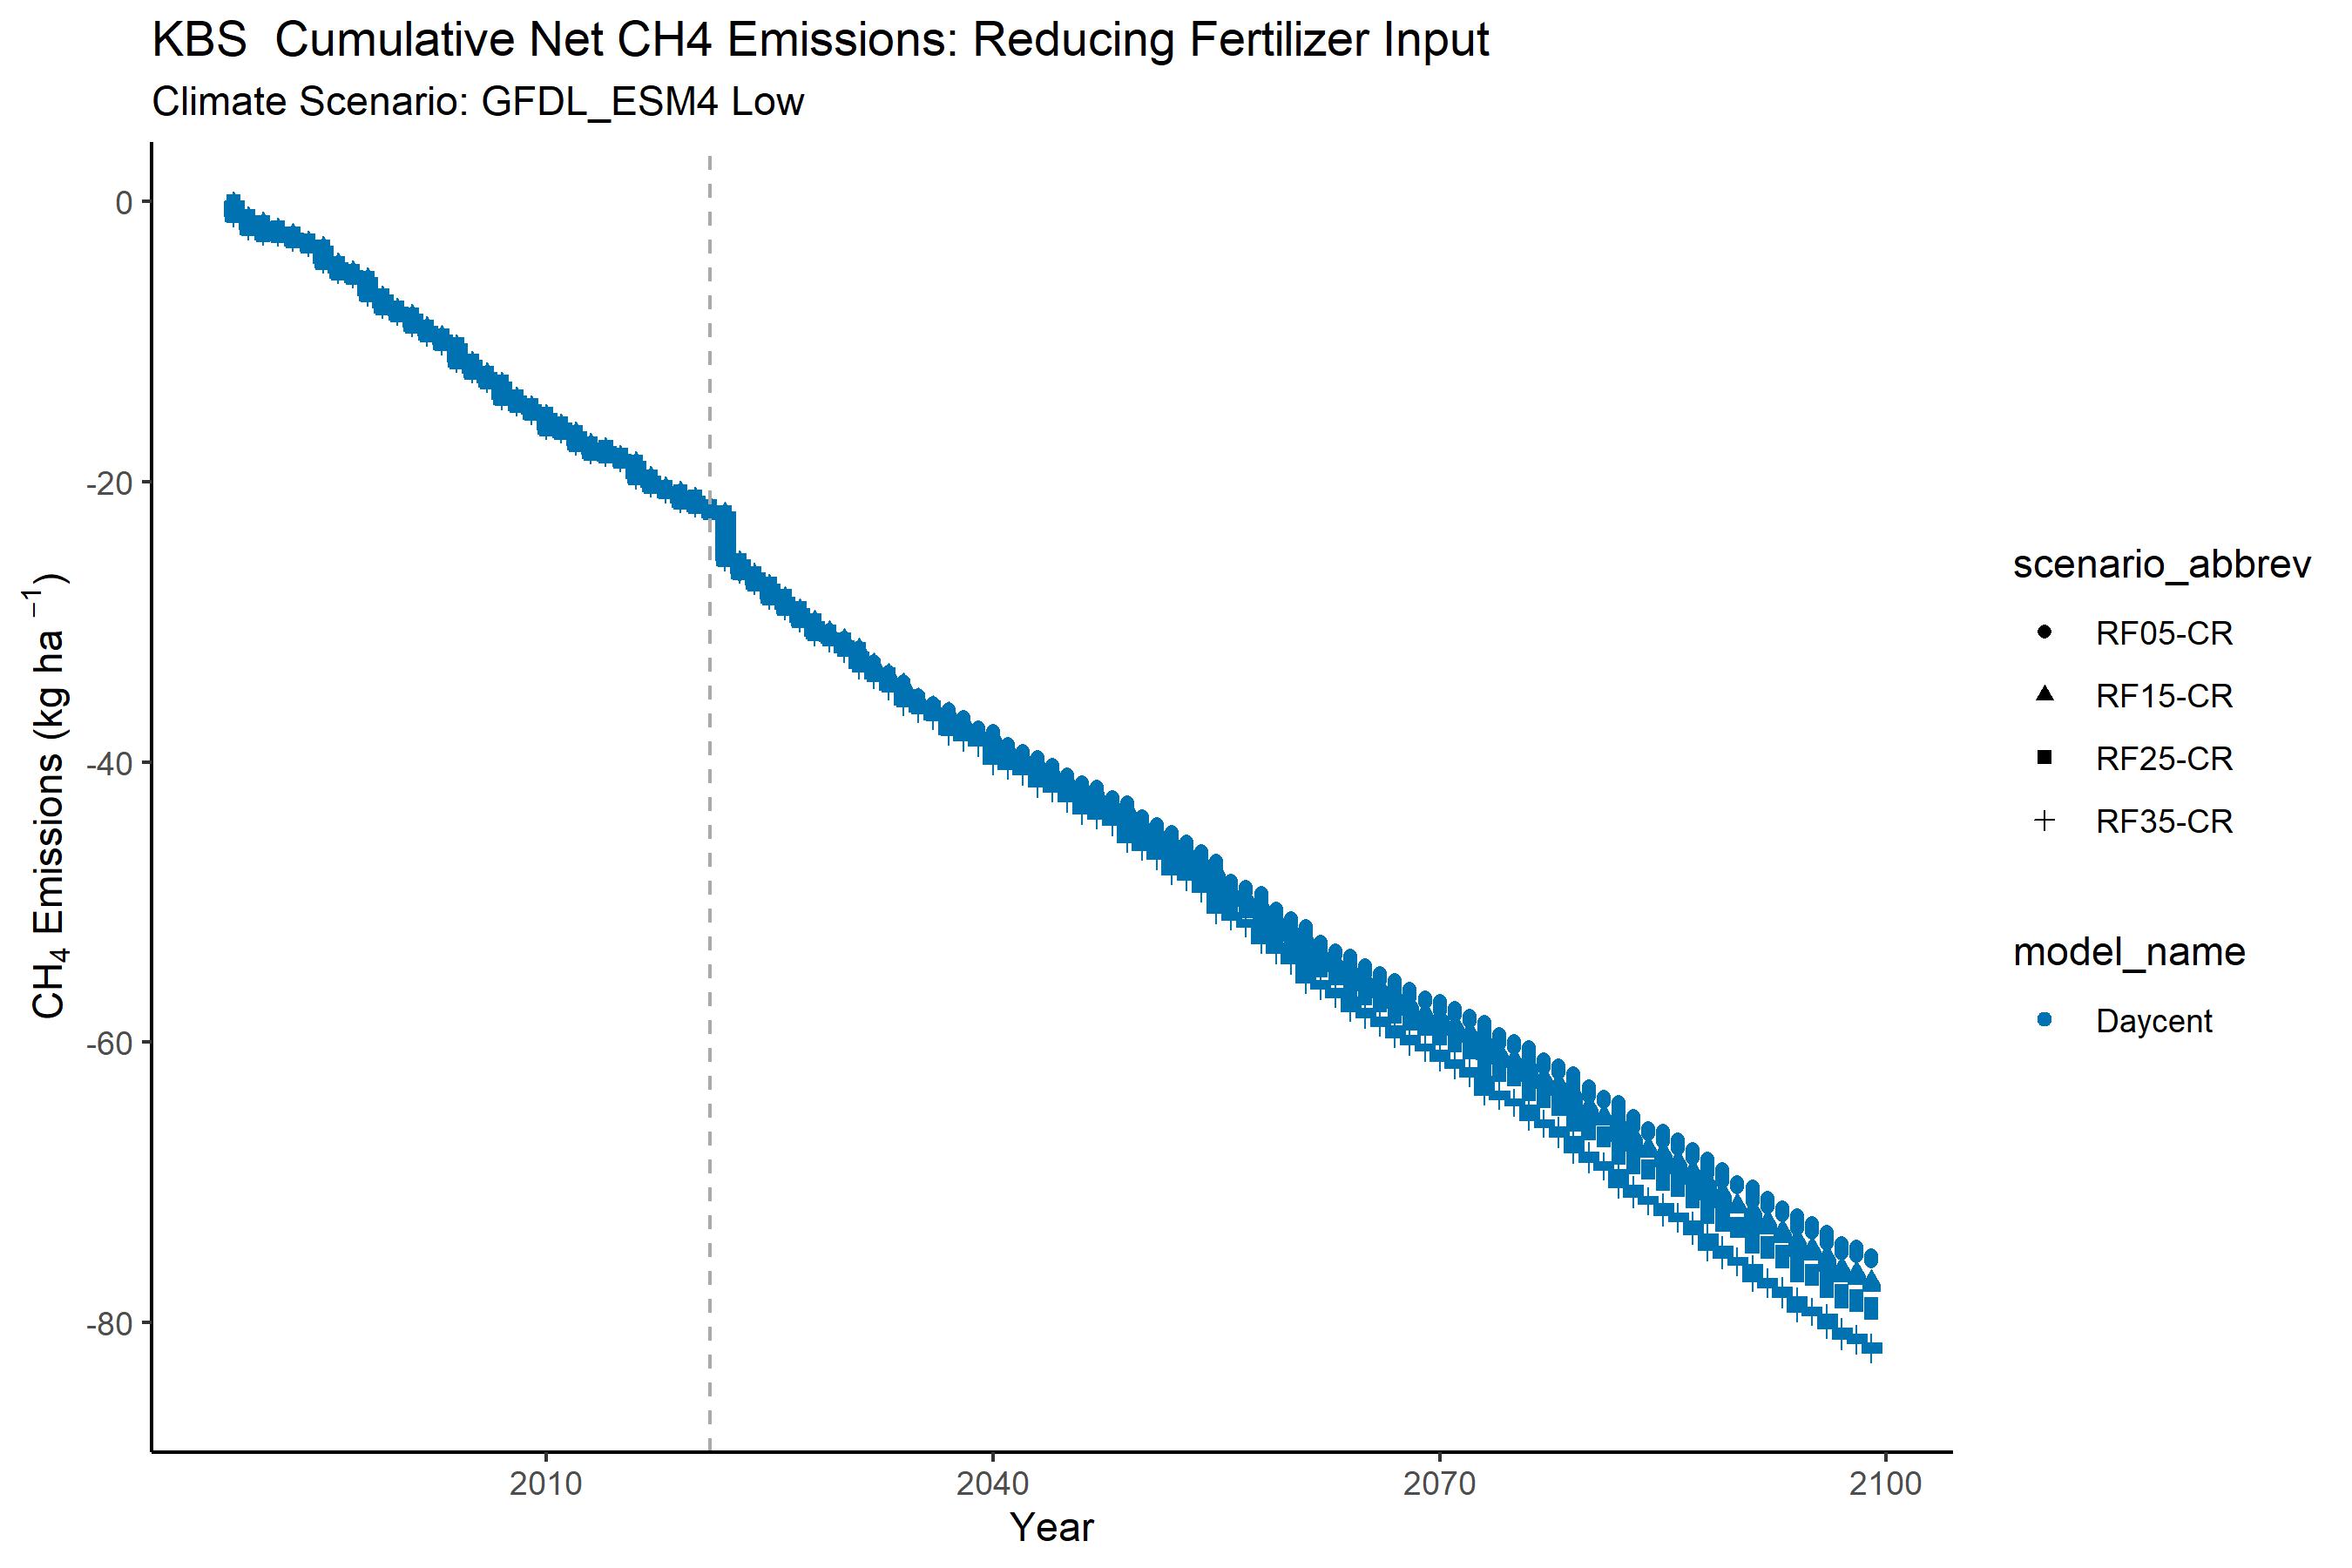 KBS  Cumulative Net CH4 Emissions: Reducing Fertilizer Input
Climate Scenario: GFDL_ESM4 Low
CH₄ Emissions (kg ha ⁻¹)
0
-20
-40
-60
-80
2010
2040
2070
2100
Year
scenario_abbrev
RF05-CR
RF15-CR
RF25-CR
RF35-CR
model_name
Daycent